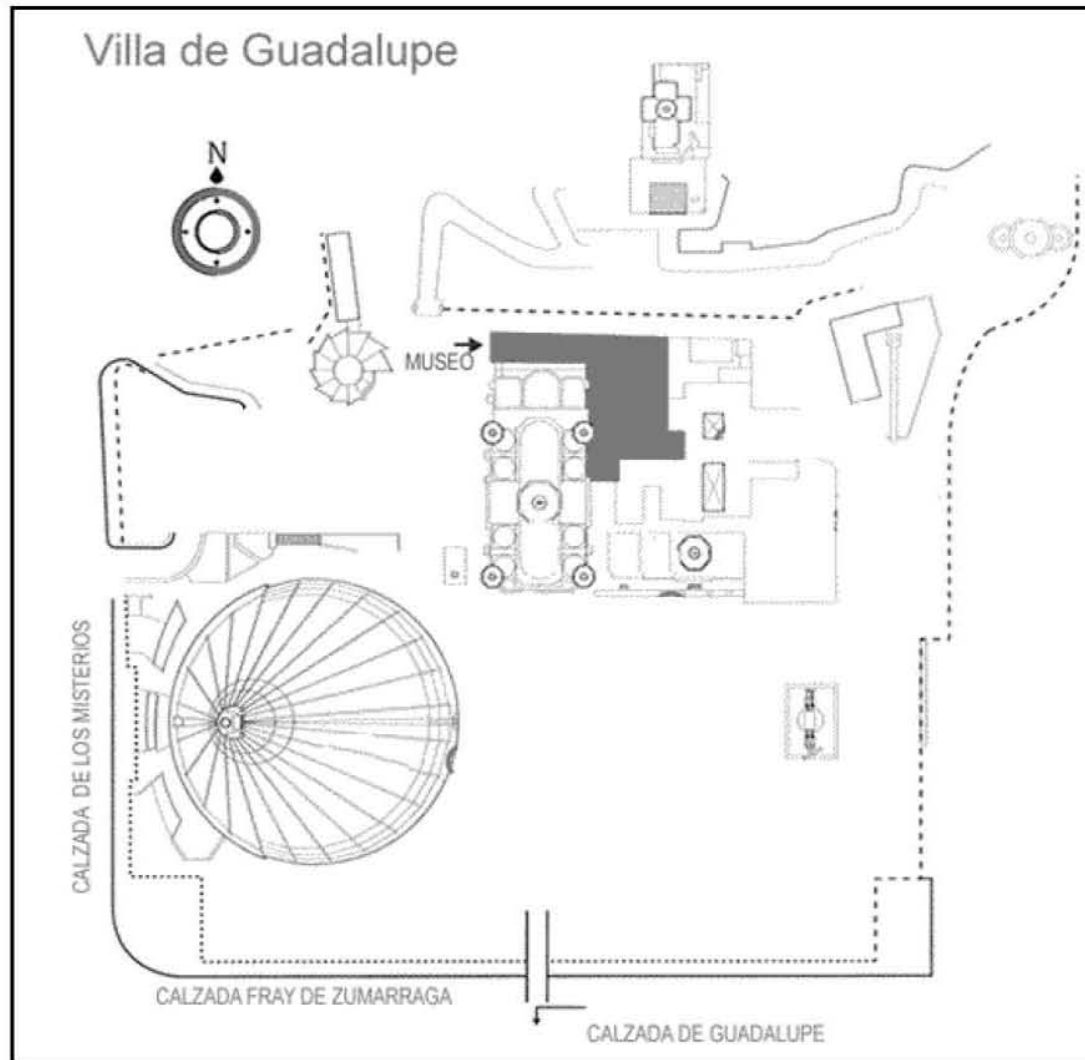 Villa de Guadalupe
N
MUSEO
CALZADA DE LOS MISTERIOS
CALZADA FRAY DE ZUMARRAGA
CALZADA DE GUADALUPE